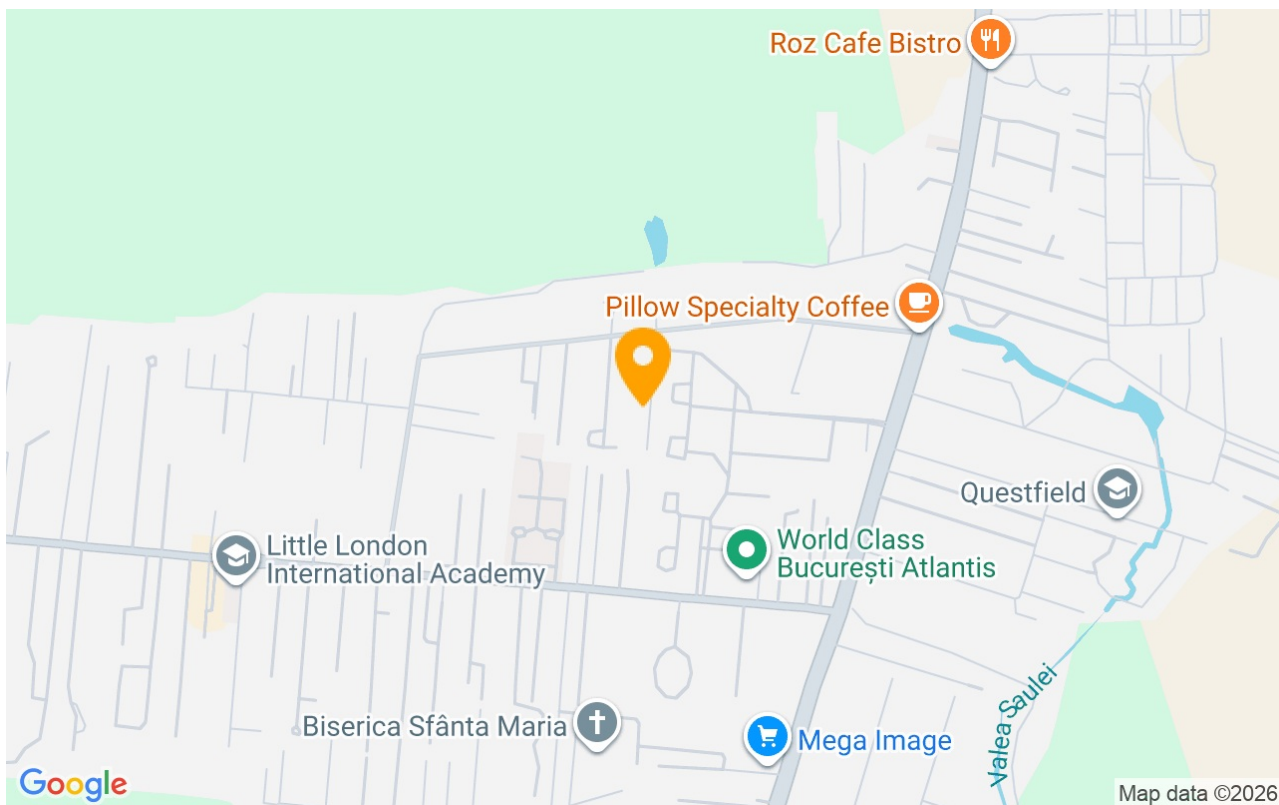 Roz Cafe Bistro
Pillow Specialty Coffee
Questfield
World Class
București Atlantis
Little London
International Academy
Biserica Sfânta Maria
Mega Image
Valea Saulei
Google
Map data ©2026